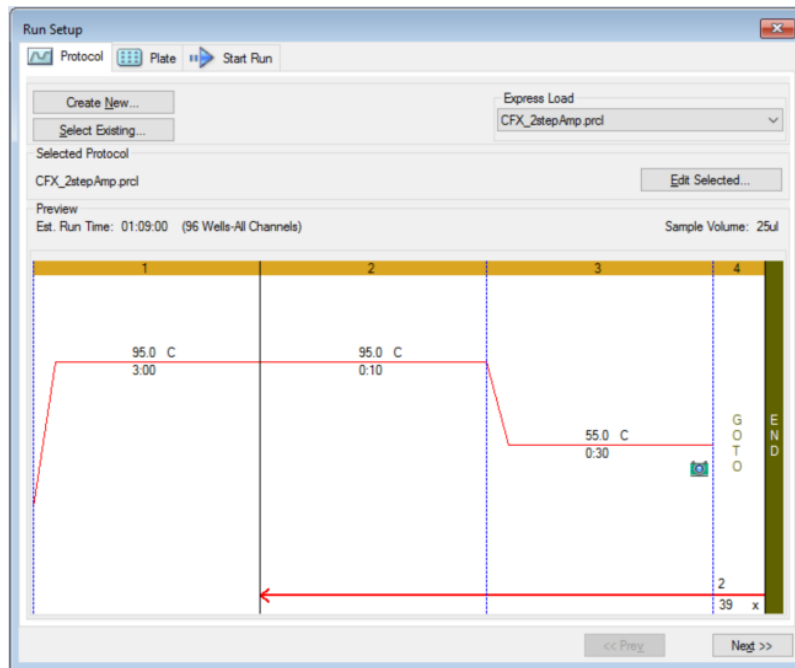 Run Setup
Protocol Plate Start Run
Create New...
Select Existing...
Express Load
CFX_2stepAmp.prcl
Selected Protocol
CFX_2stepAmp.prcl
Edit Selected...
Preview
Est. Run Time: 01:09:00 (96 Wells-All Channels) Sample Volume: 25ul
1 2 3 4
95.0 C 95.0 C
3:00 0:10
55.0 C
0:30
GOTO
END
2
39 x
<< Prev Next >>